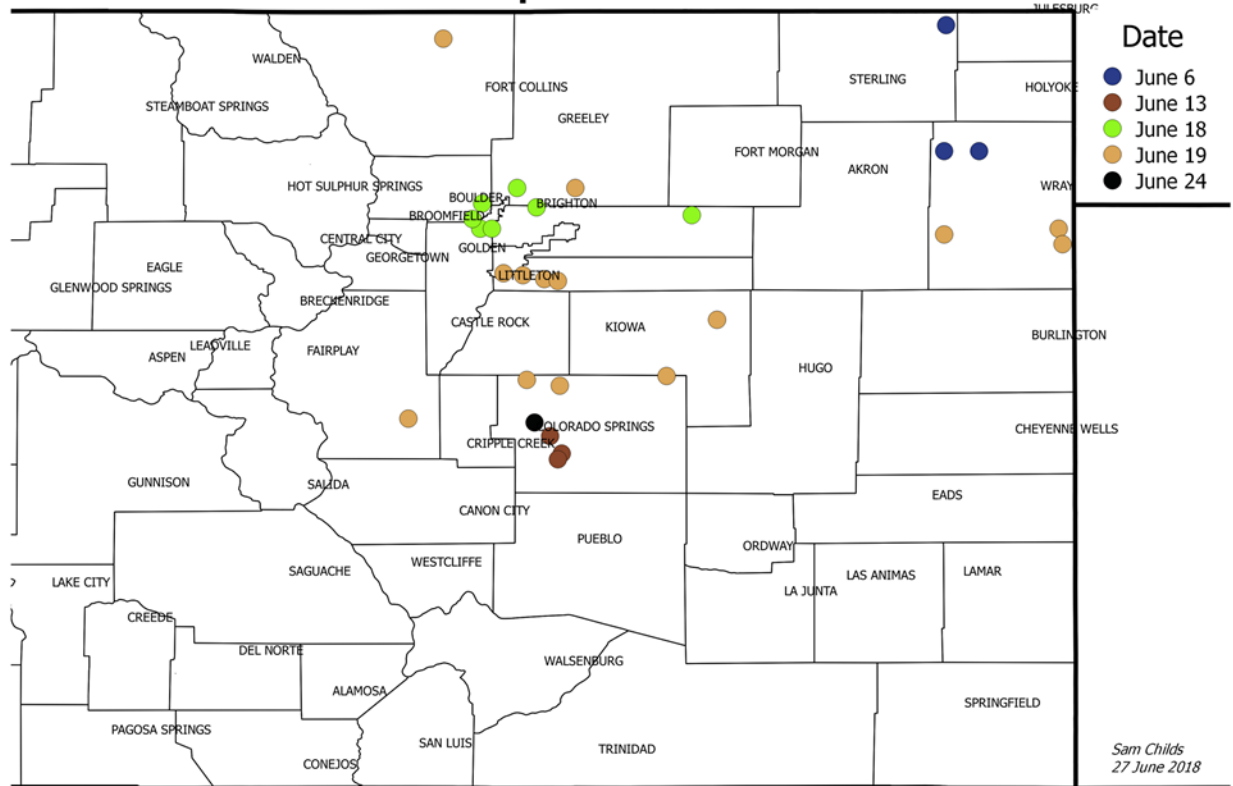 JULESBURG
Date
June 6
June 13
June 18
June 19
June 24
WALDEN
STERLING
FORT COLLINS
HOLYOKE
STEAMBOAT SPRINGS
GREELEY
FORT MORGAN
AKRON
HOT SULPHUR SPRINGS
WRAY
BOULDER
BRIGHTON
BROOMFIELD
CENTRAL CITY
GOLDEN
GEORGETOWN
EAGLE
LITTLETON
GLENWOOD SPRINGS
BRECKENRIDGE
CASTLE ROCK
KIOWA
BURLINGTON
LEADVILLE
FAIRPLAY
ASPEN
HUGO
COLORADO SPRINGS
CHEYENNE WELLS
CRIPPLE CREEK
GUNNISON
SALIDA
EADS
CANON CITY
PUEBLO
ORDWAY
WESTCLIFFE
SAGUACHE
LAS ANIMAS
LAMAR
LAKE CITY
LA JUNTA
CREEDE
DEL NORTE
WALSENBURG
ALAMOSA
SPRINGFIELD
PAGOSA SPRINGS
SAN LUIS
TRINIDAD
CONEJOS
Sam Childs
27 June 2018